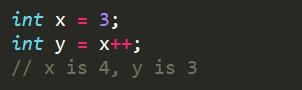 int x = 3;
int y = x++;
// x is 4, y is 3